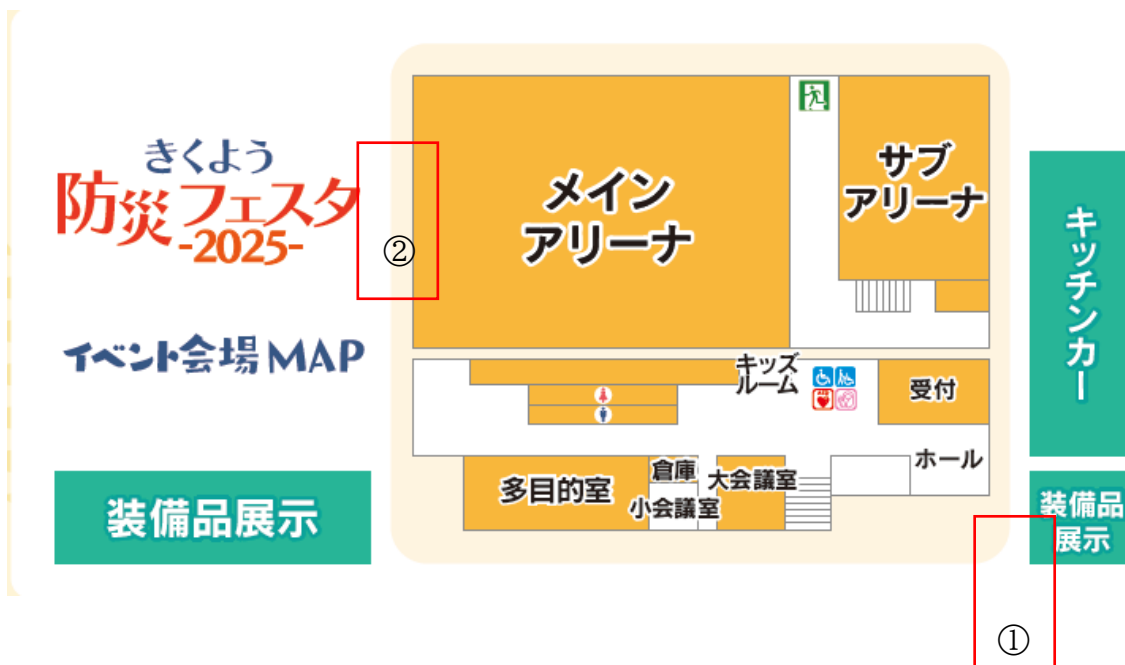 きくよう
防災フェスタ
-2025-
イベント会場MAP
装備品展示
②
メイン
アリーナ
サブ
アリーナ
キッズ
ルーム
受付
ホール
多目的室
倉庫
小会議室
大会議室
キッチンカー
装備品
展示
①